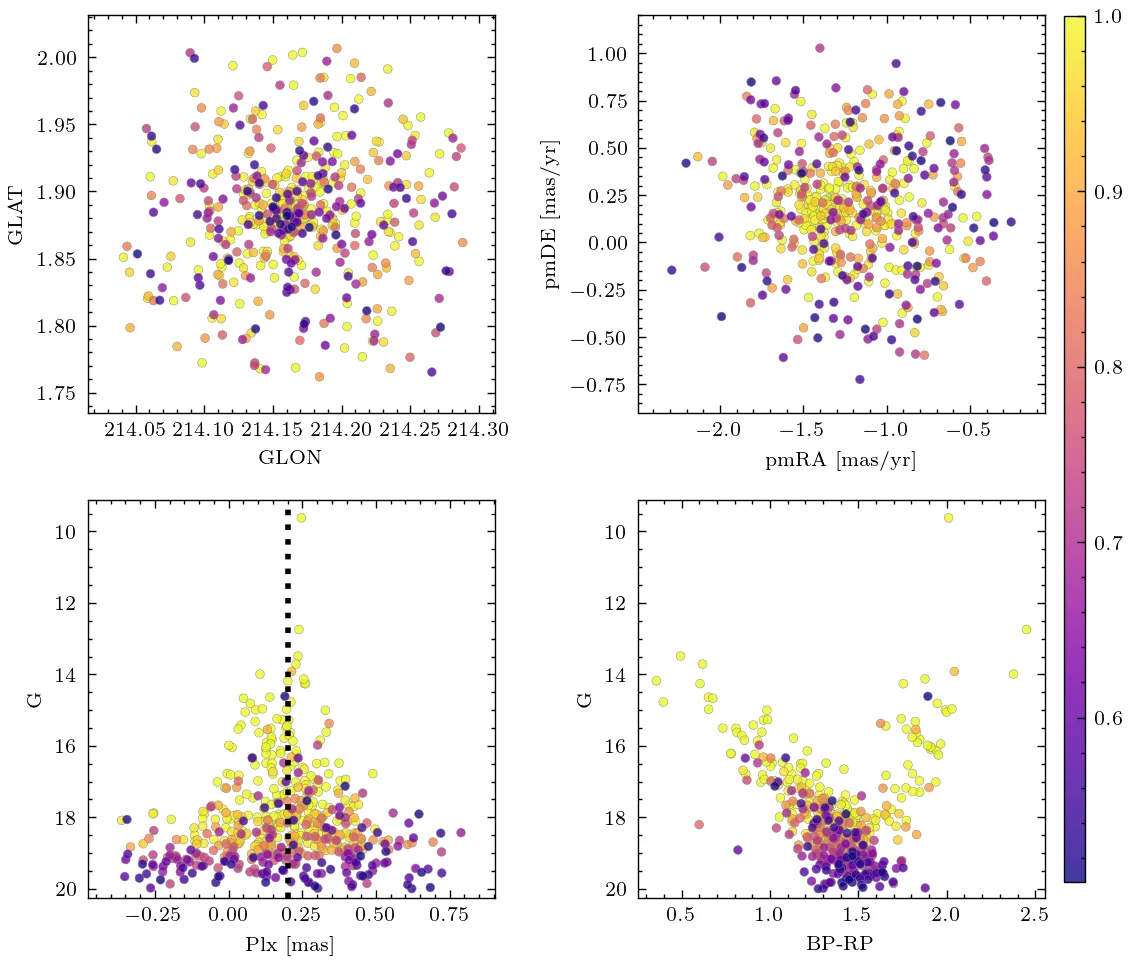 2.00
1.95
1.90
1.85
1.80
1.75
GLAT
214.05 214.10 214.15 214.20 214.25 214.30
GLON
1.00
0.75
0.50
0.25
0.00
−0.25
−0.50
−0.75
pmDE [mas/yr]
−2.0 −1.5 −1.0 −0.5
pmRA [mas/yr]
10
12
14
16
18
20
G
−0.25 0.00 0.25 0.50 0.75
Plx [mas]
10
12
14
16
18
20
G
0.5 1.0 1.5 2.0 2.5
BP-RP
1.0
0.9
0.8
0.7
0.6